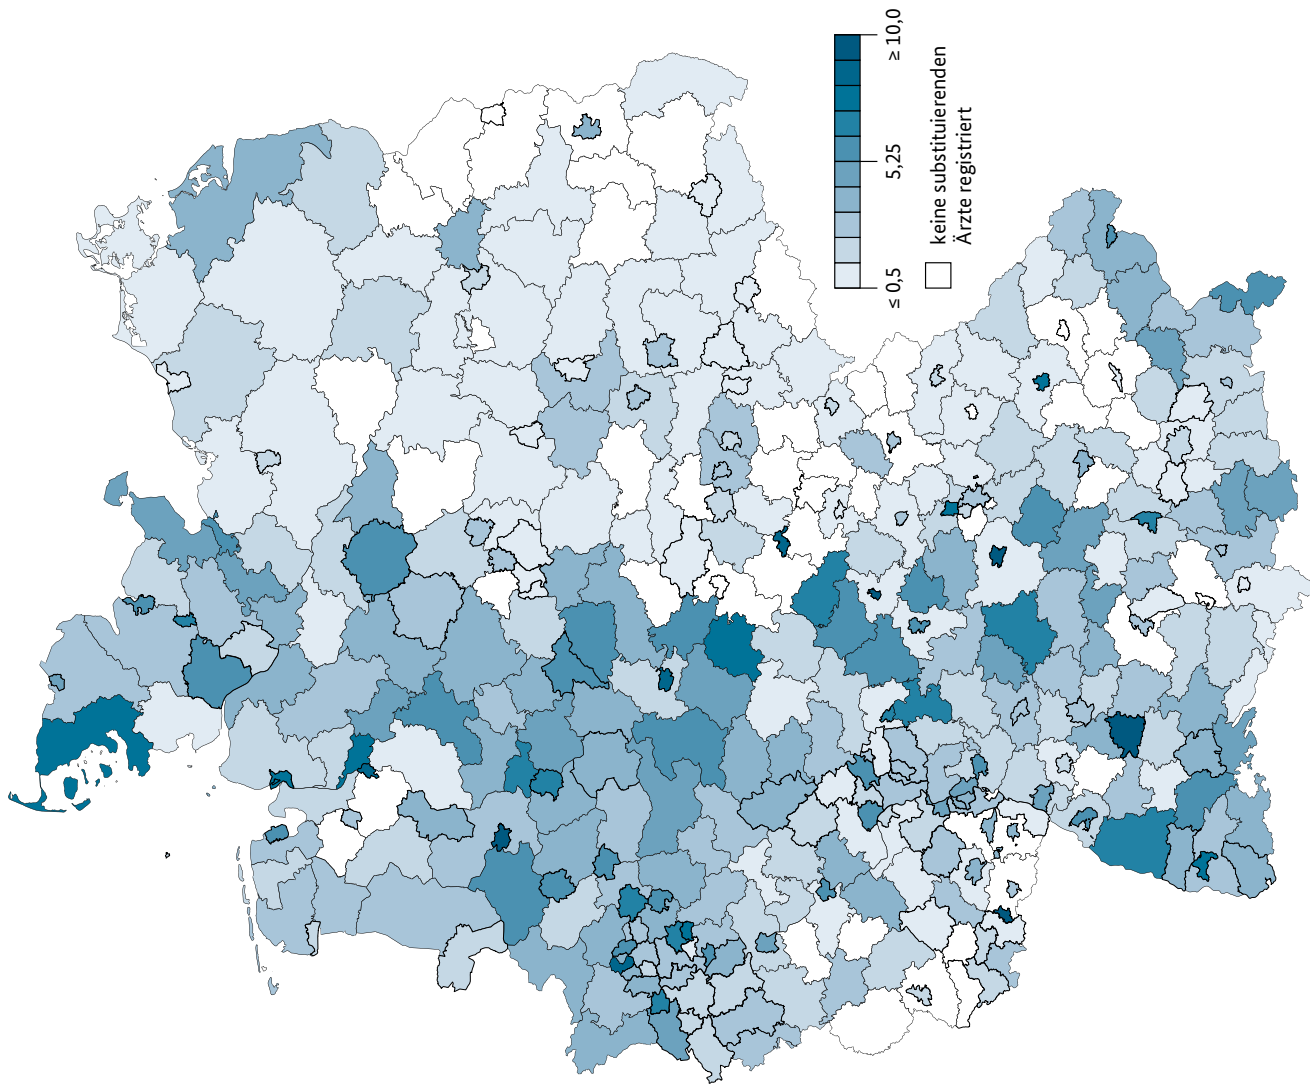 ≥ 10,0
5,25
≤ 0,5
keine substituierenden
Ärzte registriert